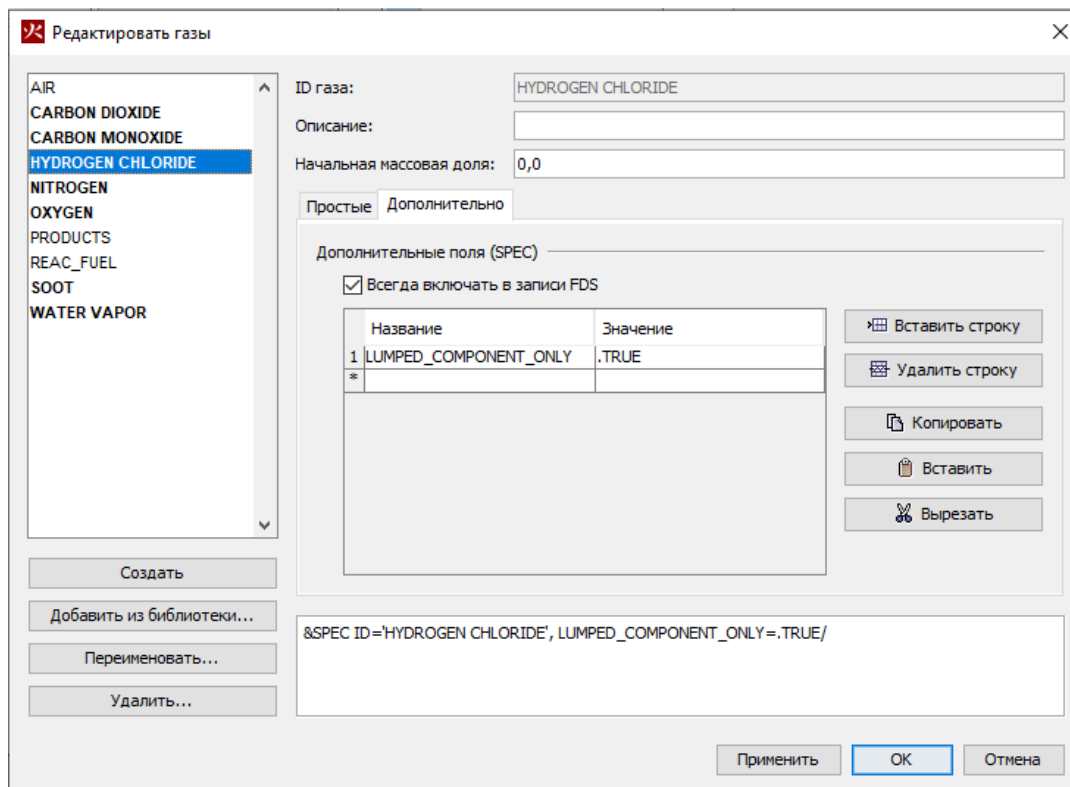 火 Редактировать газы
AIR
CARBON DIOXIDE
CARBON MONOXIDE
HYDROGEN CHLORIDE
NITROGEN
OXYGEN
PRODUCTS
REAC_FUEL
SOOT
WATER VAPOR
Создать
Добавить из библиотеки...
Переименовать...
Удалить...
ID газа: HYDROGEN CHLORIDE
Описание:
Начальная массовая доля: 0,0
Простые Дополнительно
Дополнительные поля (SPEC)
Всегда включать в записи FDS
Название Значение
1 LUMPED_COMPONENT_ONLY .TRUE
*
Вставить строку
Удалить строку
Копировать
Вставить
Вырезать
&SPEC ID='HYDROGEN CHLORIDE', LUMPED_COMPONENT_ONLY=.TRUE/
Применить OK Отмена